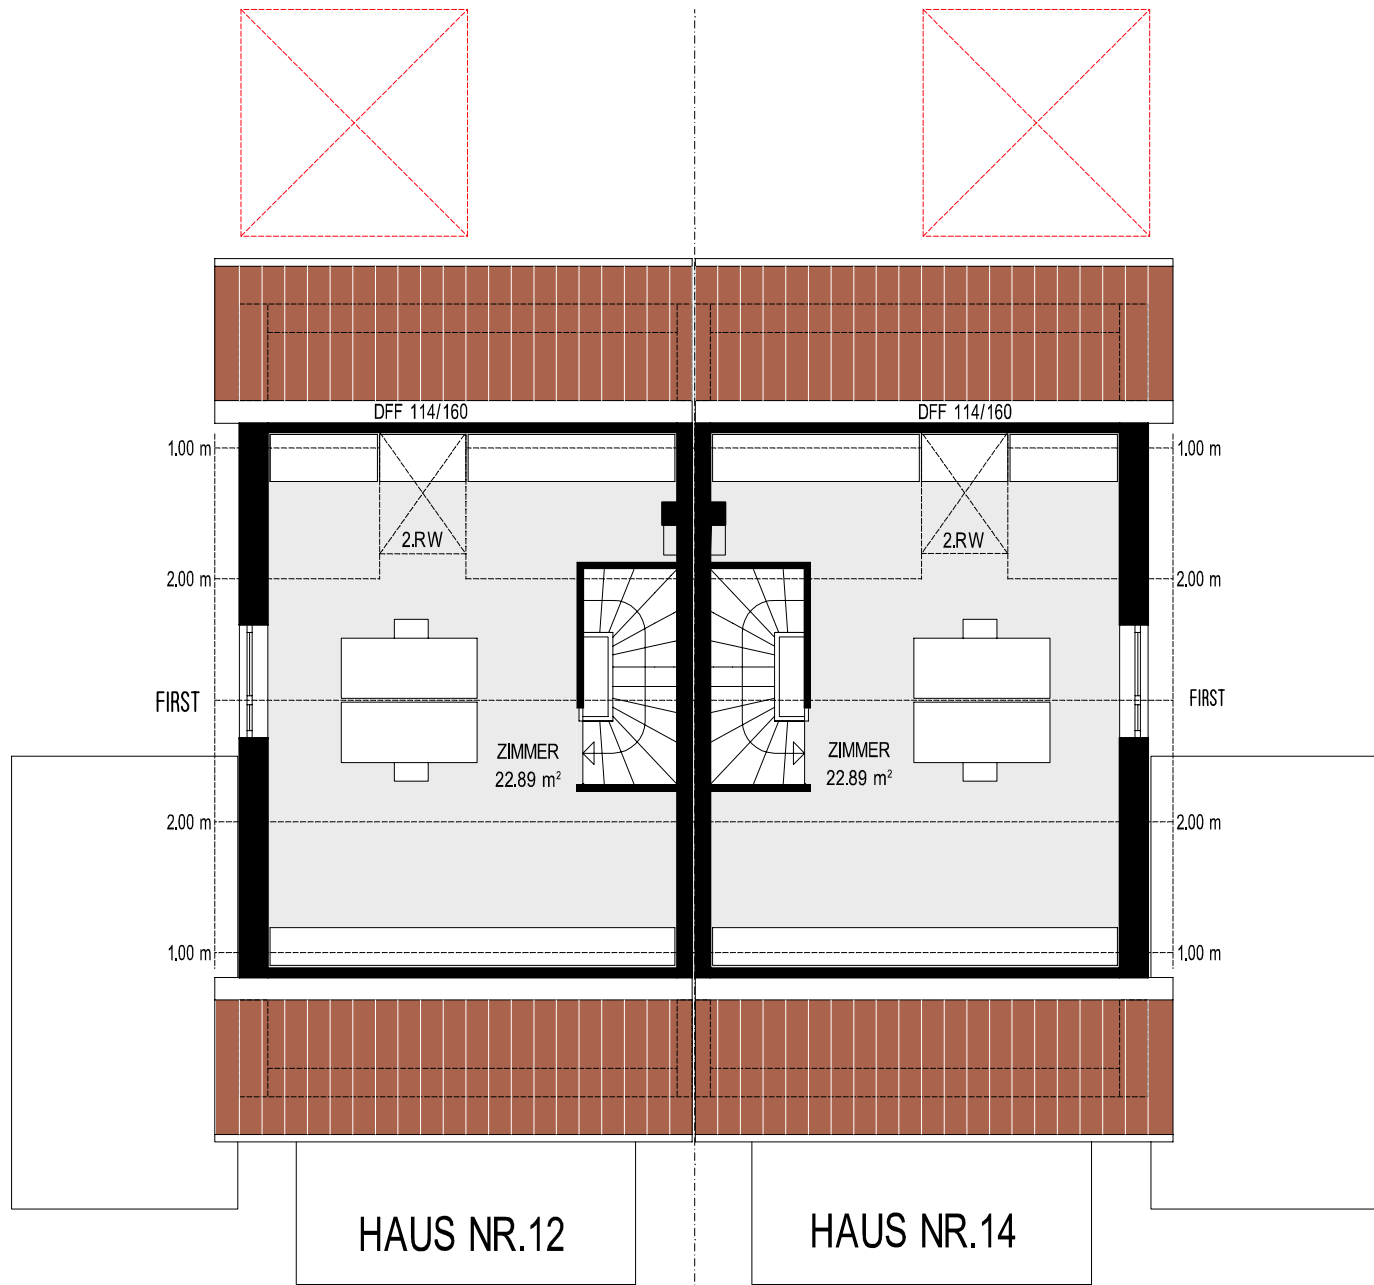 DFF 114/160
DFF 114/160
1.00 m
1.00 m
2.RW
2.RW
2.00 m
2.00 m
FIRST
FIRST
ZIMMER
22.89 m²
ZIMMER
22.89 m²
2.00 m
2.00 m
1.00 m
1.00 m
HAUS NR.12
HAUS NR.14